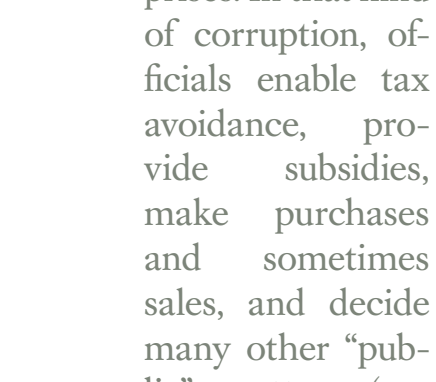 of corruption, of-
ficials enable tax
avoidance, pro-
vide subsidies,
make purchases
and sometimes
sales, and decide
many other “pub-